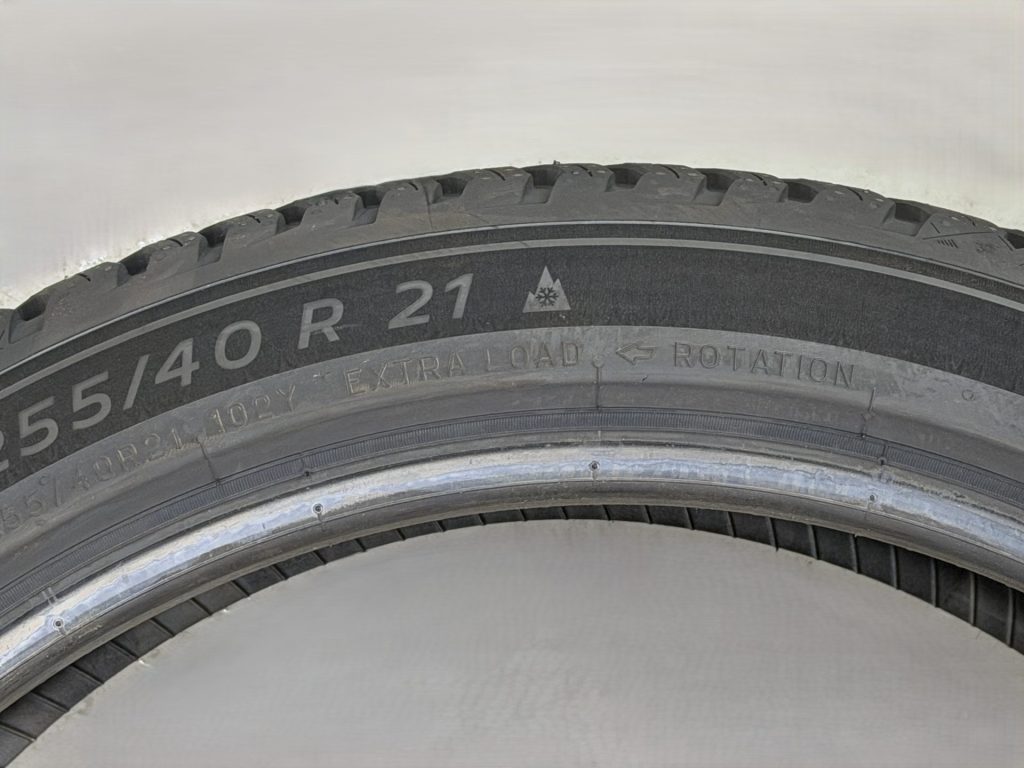 255/40 R 21
55/40R21 102Y EXTRA LOAD ROTATION